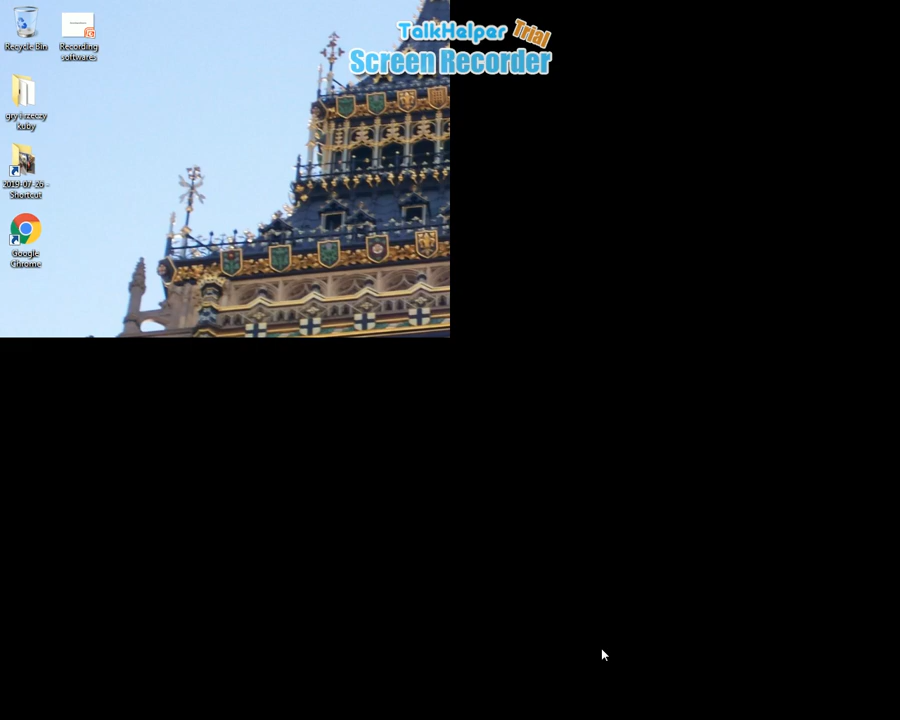 Recycle Bin
Recording
softwares
gry i rzeczy
kuby
2019-07-26 -
Shortcut
Google
Chrome
TalkHelper Trial
Screen Recorder